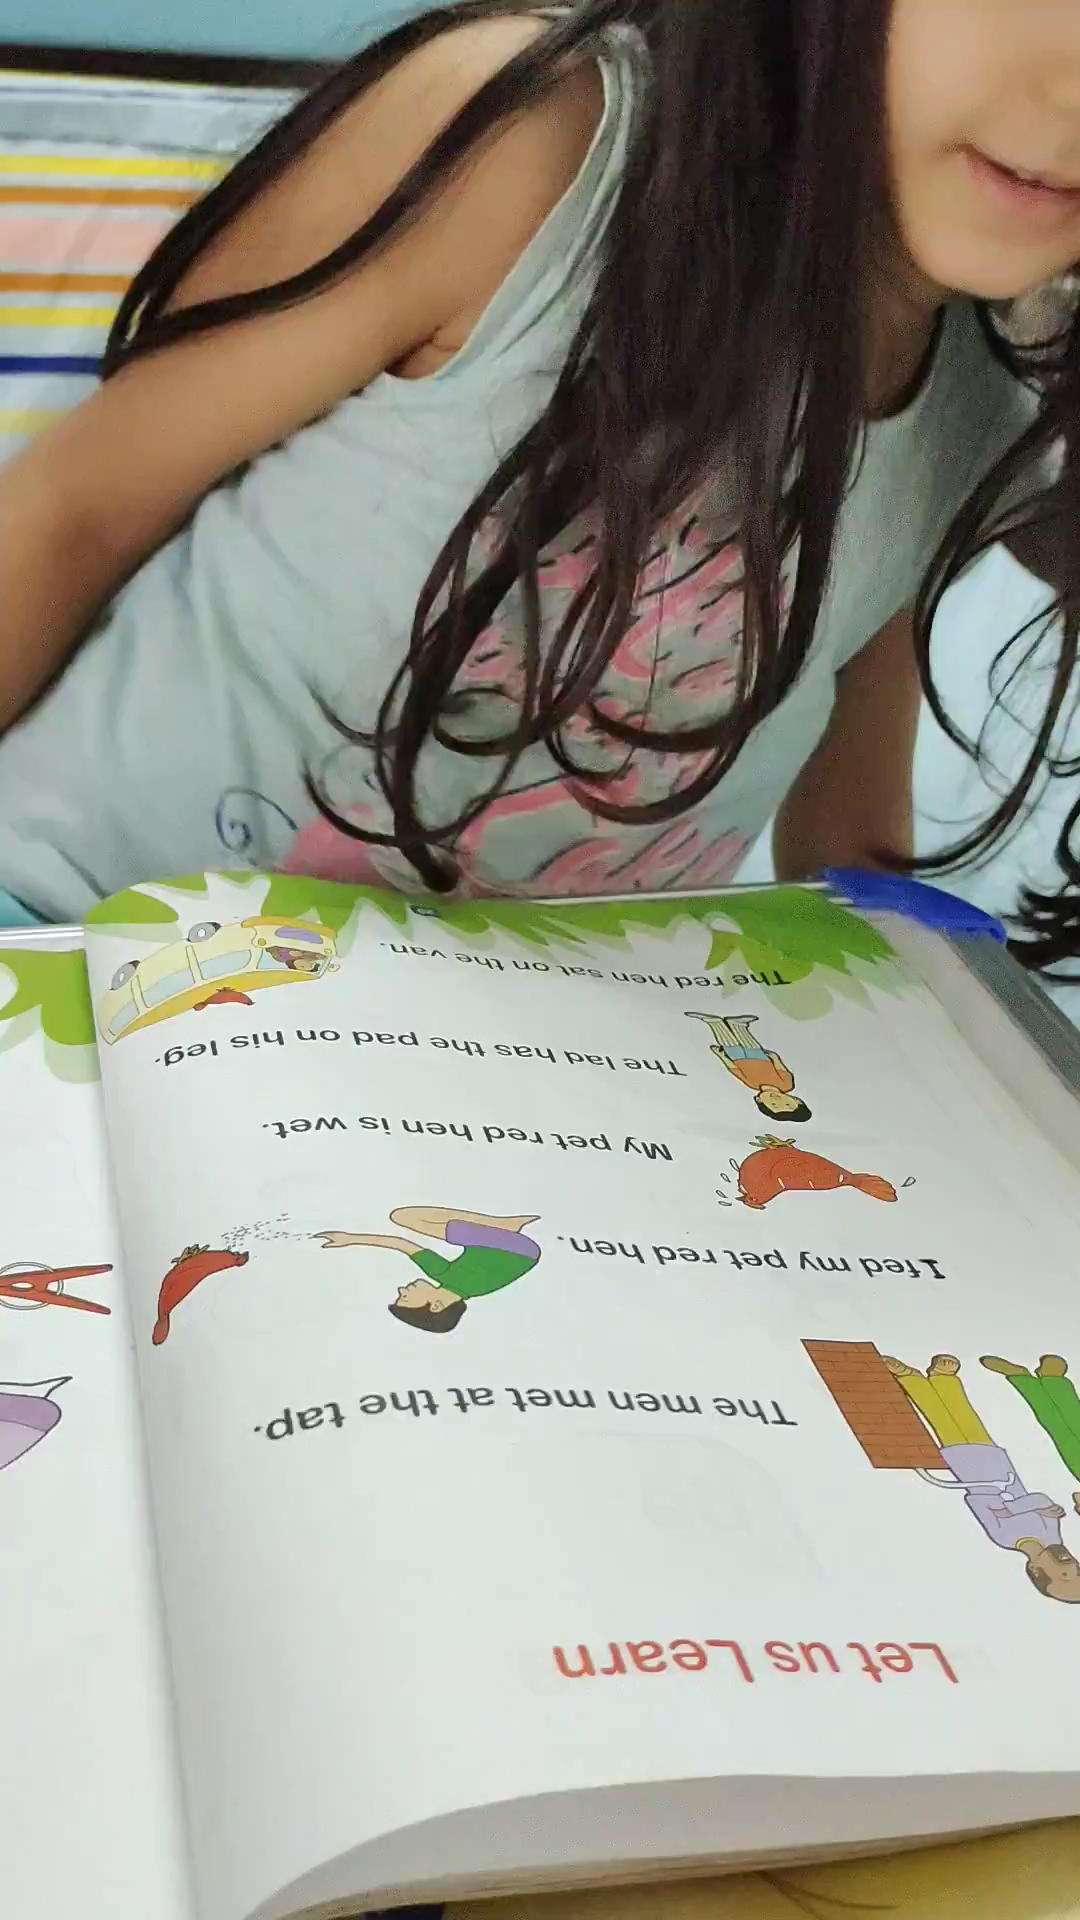 Let us Learn
The men met at the tap.
I fed my pet red hen.
My pet red hen is wet.
The lad has the pad on his leg.
The red hen sat on the van.